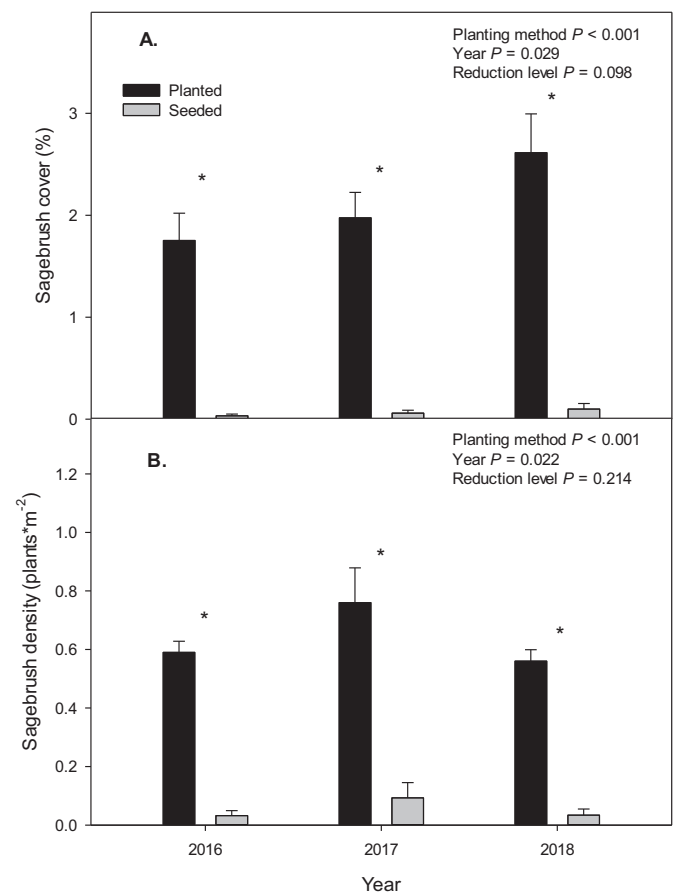 A.
Planting method P < 0.001
Year P = 0.029
Reduction level P = 0.098
Planted
Seeded
*
*
*
3
2
1
0
Sagebrush cover (%)
B.
Planting method P < 0.001
Year P = 0.022
Reduction level P = 0.214
*
*
*
1.2
1.0
0.8
0.6
0.4
0.2
0.0
Sagebrush density (plants*m-2)
2016 2017 2018
Year